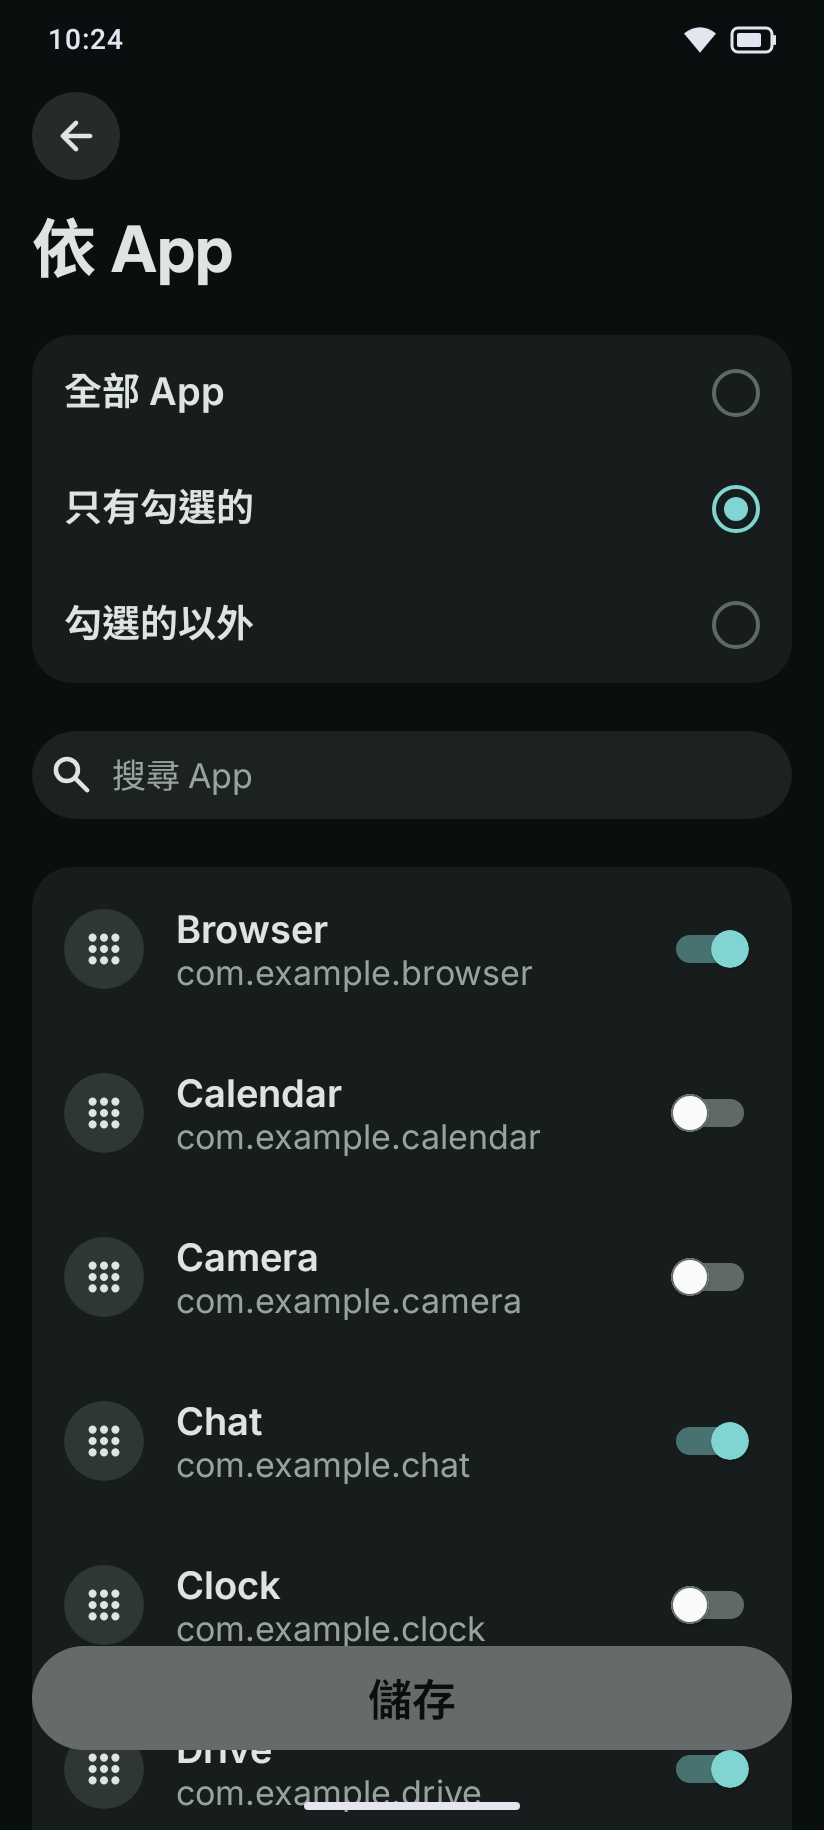 10:24
依 App
全部 App
只有勾選的
勾選的以外
搜尋 App
Browser
com.example.browser
Calendar
com.example.calendar
Camera
com.example.camera
Chat
com.example.chat
Clock
com.example.clock
儲存
Drive
com.example.drive